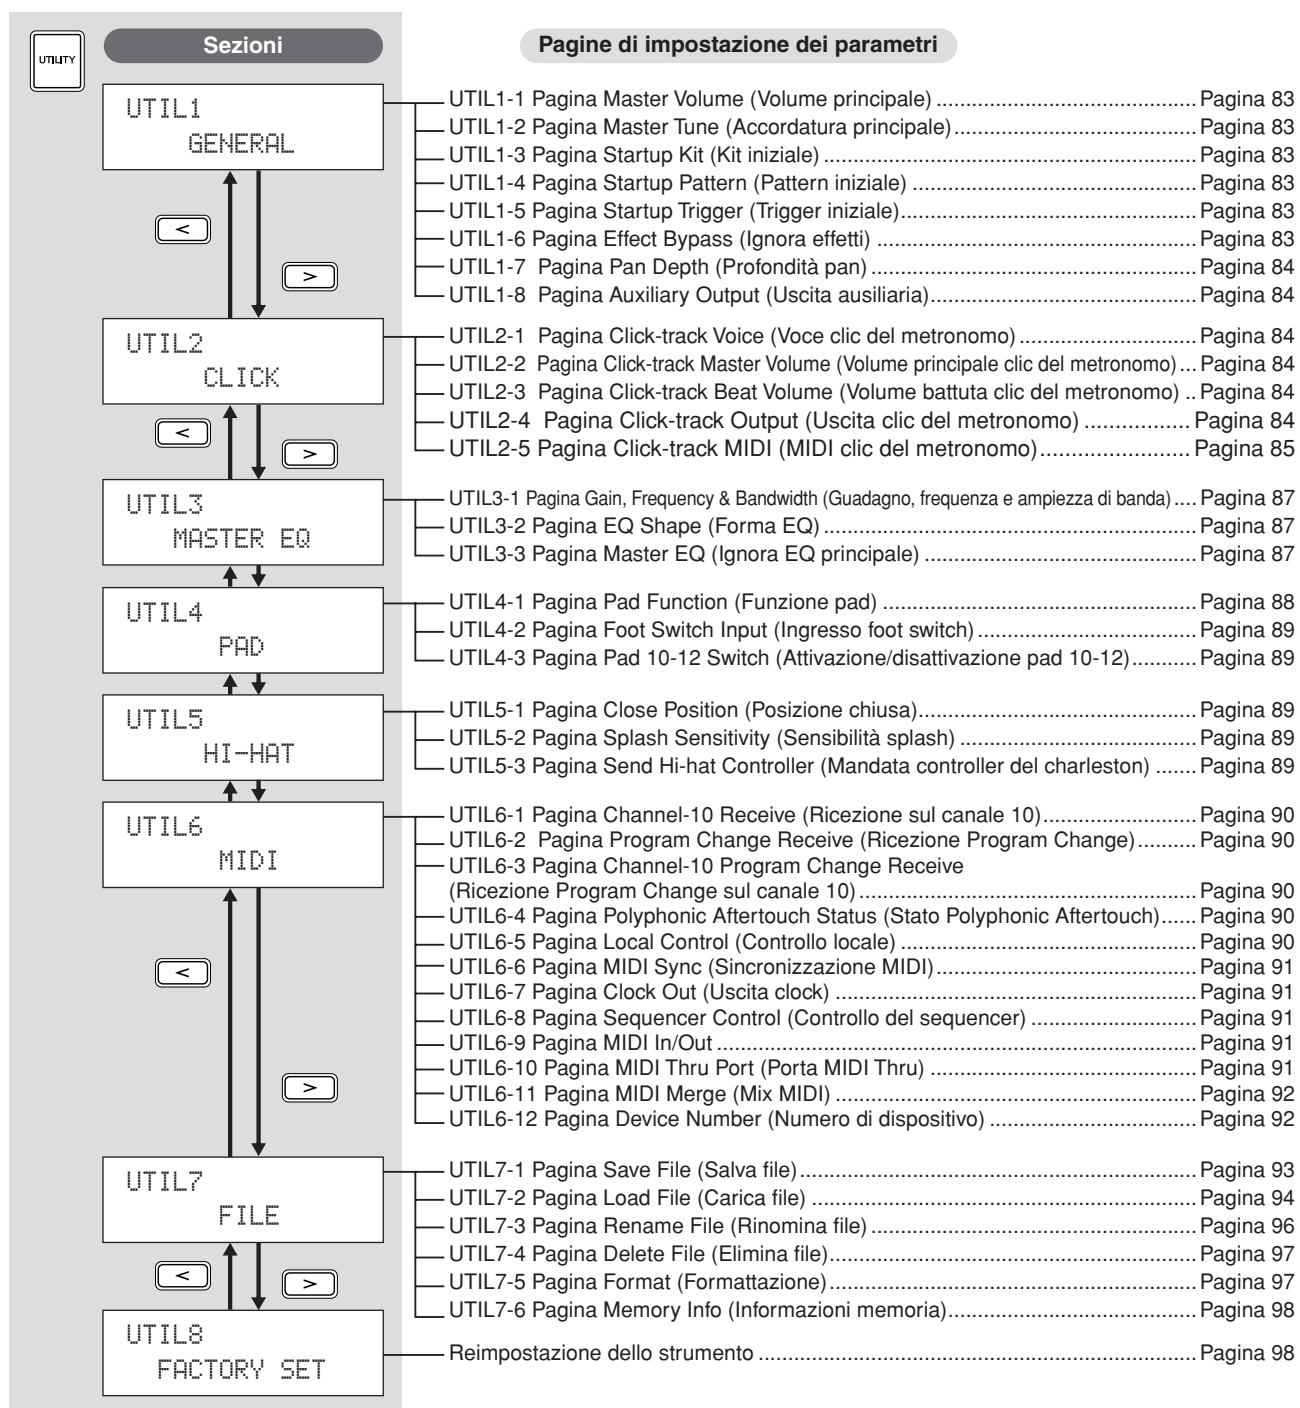 UTILITY
Sezioni
Pagine di impostazione dei parametri
UTIL1
GENERAL
UTIL1-1 Pagina Master Volume (Volume principale) ............................................ Pagina 83
UTIL1-2 Pagina Master Tune (Accordatura principale) ......................................... Pagina 83
UTIL1-3 Pagina Startup Kit (Kit iniziale) ................................................................ Pagina 83
UTIL1-4 Pagina Startup Pattern (Pattern iniziale) ................................................. Pagina 83
UTIL1-5 Pagina Startup Trigger (Trigger iniziale) .................................................. Pagina 83
UTIL1-6 Pagina Effect Bypass (Ignora effetti) ...................................................... Pagina 83
UTIL1-7 Pagina Pan Depth (Profondità pan) ........................................................ Pagina 84
UTIL1-8 Pagina Auxiliary Output (Uscita ausiliaria) .............................................. Pagina 84
<
>
UTIL2
CLICK
UTIL2-1 Pagina Click-track Voice (Voce clic del metronomo) .............................. Pagina 84
UTIL2-2 Pagina Click-track Master Volume (Volume principale clic del metronomo) ... Pagina 84
UTIL2-3 Pagina Click-track Beat Volume (Volume battuta clic del metronomo) .. Pagina 84
UTIL2-4 Pagina Click-track Output (Uscita clic del metronomo) .................. Pagina 84
UTIL2-5 Pagina Click-track MIDI (MIDI clic del metronomo) ......................... Pagina 85
<
>
UTIL3
MASTER EQ
UTIL3-1 Pagina Gain, Frequency & Bandwidth (Guadagno, frequenza e ampiezza di banda) .... Pagina 87
UTIL3-2 Pagina EQ Shape (Forma EQ) ................................................................ Pagina 87
UTIL3-3 Pagina Master EQ (Ignora EQ principale) .............................................. Pagina 87
UTIL4
PAD
UTIL4-1 Pagina Pad Function (Funzione pad) ...................................................... Pagina 88
UTIL4-2 Pagina Foot Switch Input (Ingresso foot switch) ..................................... Pagina 89
UTIL4-3 Pagina Pad 10-12 Switch (Attivazione/disattivazione pad 10-12) ........... Pagina 89
UTIL5
HI-HAT
UTIL5-1 Pagina Close Position (Posizione chiusa) ............................................... Pagina 89
UTIL5-2 Pagina Splash Sensitivity (Sensibilità splash) ........................................ Pagina 89
UTIL5-3 Pagina Send Hi-hat Controller (Mandata controller del charleston) ....... Pagina 89
UTIL6
MIDI
UTIL6-1 Pagina Channel-10 Receive (Ricezione sul canale 10) .......................... Pagina 90
UTIL6-2 Pagina Program Change Receive (Ricezione Program Change) .......... Pagina 90
UTIL6-3 Pagina Channel-10 Program Change Receive
(Ricezione Program Change sul canale 10) ......................................................... Pagina 90
UTIL6-4 Pagina Polyphonic Aftertouch Status (Stato Polyphonic Aftertouch) ...... Pagina 90
UTIL6-5 Pagina Local Control (Controllo locale) .................................................. Pagina 90
UTIL6-6 Pagina MIDI Sync (Sincronizzazione MIDI) ............................................ Pagina 91
UTIL6-7 Pagina Clock Out (Uscita clock) ............................................................. Pagina 91
UTIL6-8 Pagina Sequencer Control (Controllo del sequencer) ............................ Pagina 91
UTIL6-9 Pagina MIDI In/Out ................................................................................. Pagina 91
UTIL6-10 Pagina MIDI Thru Port (Porta MIDI Thru) ............................................. Pagina 91
UTIL6-11 Pagina MIDI Merge (Mix MIDI) ............................................................. Pagina 92
UTIL6-12 Pagina Device Number (Numero di dispositivo) ................................... Pagina 92
<
>
UTIL7
FILE
UTIL7-1 Pagina Save File (Salva file) ................................................................... Pagina 93
UTIL7-2 Pagina Load File (Carica file) ................................................................. Pagina 94
UTIL7-3 Pagina Rename File (Rinomina file) ....................................................... Pagina 96
UTIL7-4 Pagina Delete File (Elimina file) .............................................................. Pagina 97
UTIL7-5 Pagina Format (Formattazione) .............................................................. Pagina 97
UTIL7-6 Pagina Memory Info (Informazioni memoria) .......................................... Pagina 98
<
>
UTIL8
FACTORY SET
Reimpostazione dello strumento .......................................................................... Pagina 98